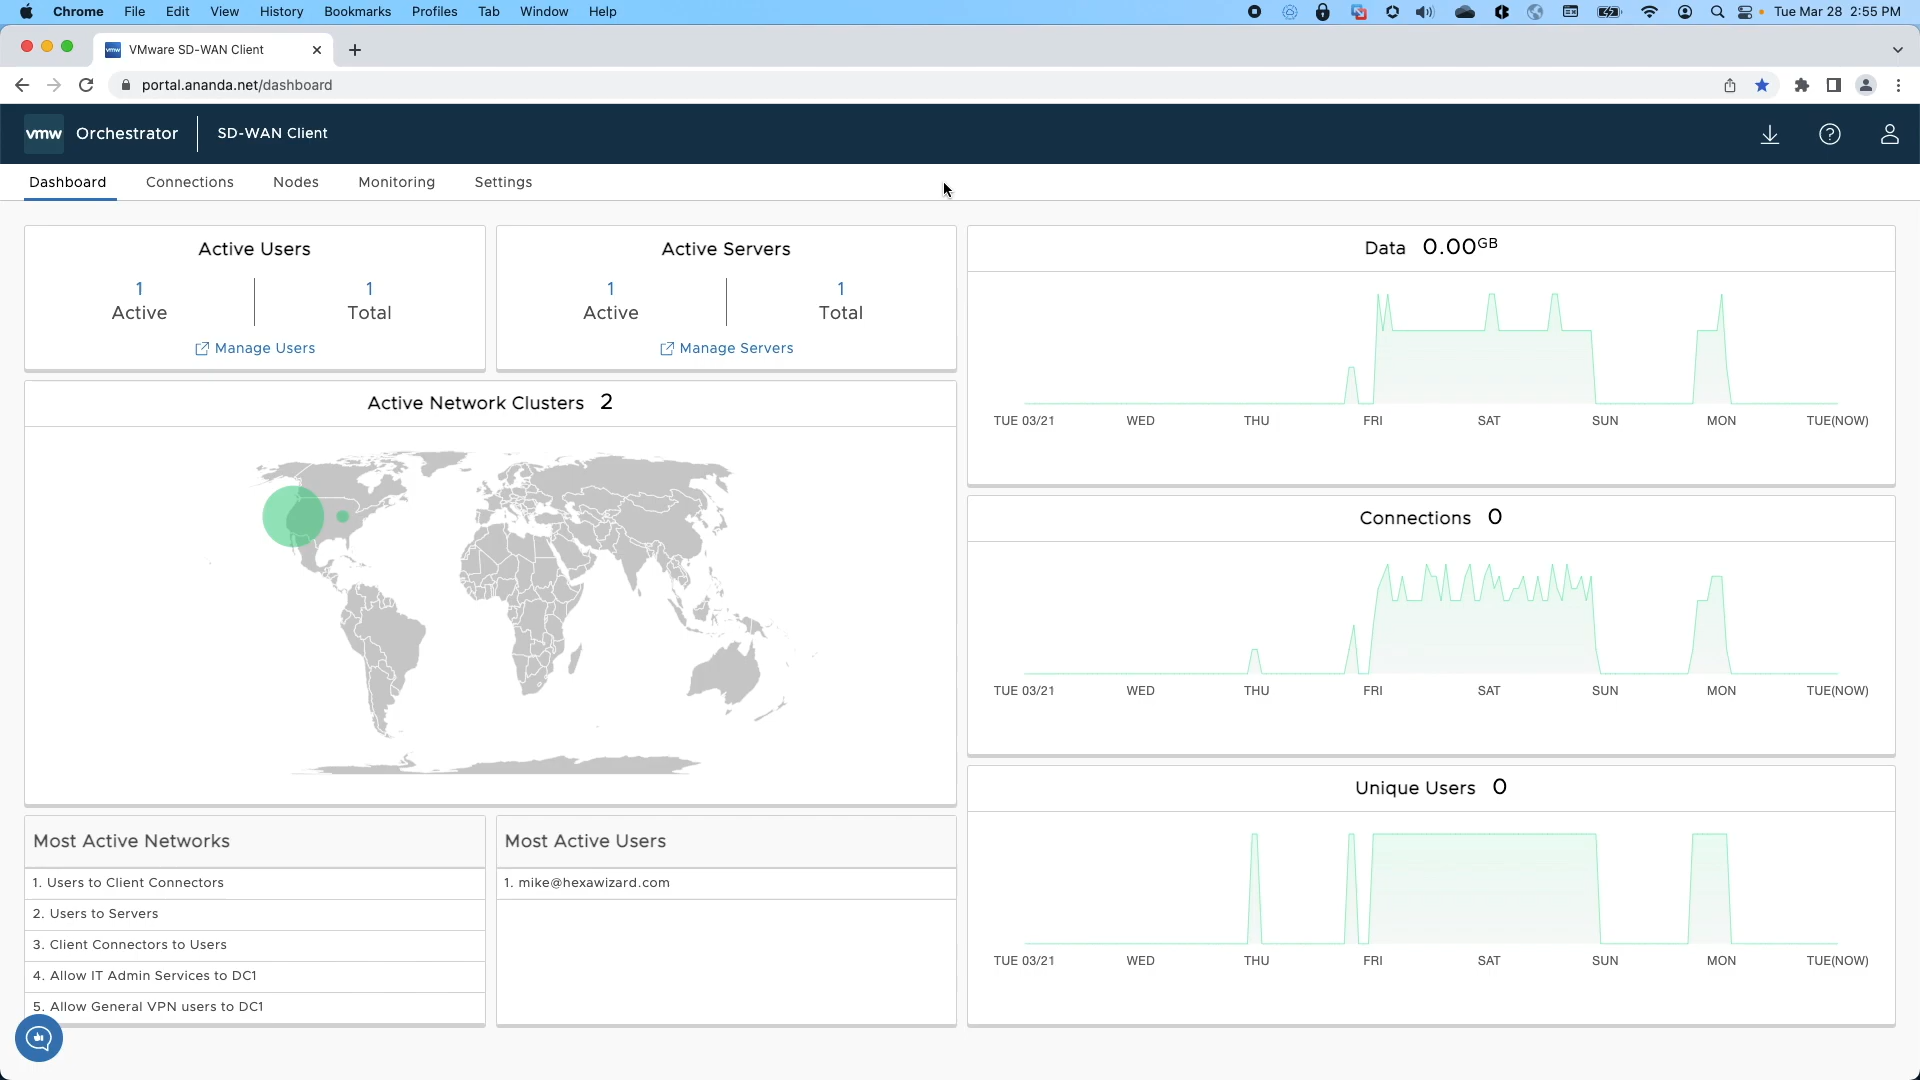 Chrome File Edit View History Bookmarks Profiles Tab Window Help Tue Mar 28 2:55 PM
vmw VMware SD-WAN Client
portal.ananda.net/dashboard
vmw Orchestrator SD-WAN Client
Dashboard Connections Nodes Monitoring Settings
Active Users
1 1
Active Total
Manage Users
Active Servers
1 1
Active Total
Manage Servers
Data 0.00GB
TUE 03/21 WED THU FRI SAT SUN MON TUE(NOW)
Active Network Clusters 2
Connections 0
TUE 03/21 WED THU FRI SAT SUN MON TUE(NOW)
Unique Users 0
TUE 03/21 WED THU FRI SAT SUN MON TUE(NOW)
Most Active Networks
1. Users to Client Connectors
2. Users to Servers
3. Client Connectors to Users
4. Allow IT Admin Services to DC1
5. Allow General VPN users to DC1
Most Active Users
1. mike@hexawizard.com